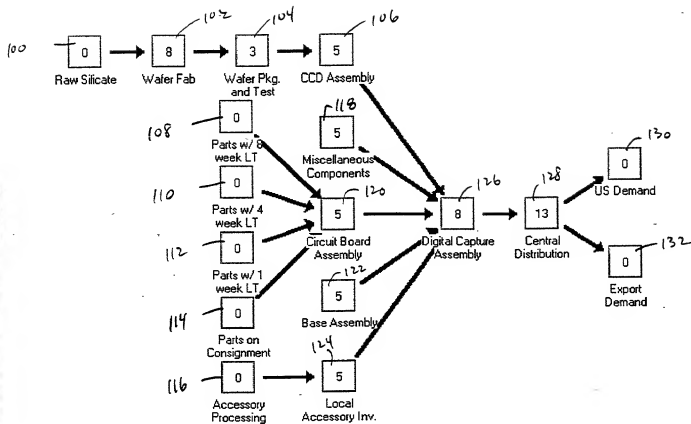 100
102
104
106
0
8
3
5
Raw Silicate
Wafer Fab
Wafer Pkg.
and Test
CCD Assembly
108
0
Parts w/ 8
week LT
118
5
Miscellaneous
Components
130
0
US Demand
110
0
Parts w/ 4
week LT
120
5
Circuit Board
Assembly
126
8
Digital Capture
Assembly
128
13
Central
Distribution
112
0
Parts w/ 1
week LT
122
5
Base Assembly
132
0
Export
Demand
114
0
Parts on
Consignment
124
5
Local
Accessory Inv.
116
0
Accessory
Processing